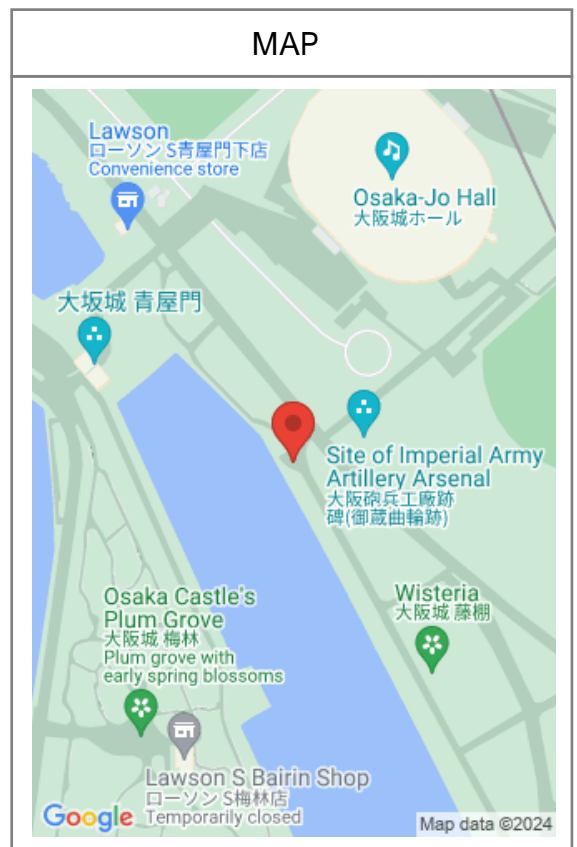 MAP
Lawson
ローソン S青屋門下店
Convenience store
Osaka-Jo Hall
大阪城ホール
大坂城 青屋門
Site of Imperial Army
Artillery Arsenal
大阪砲兵工廠跡
碑(御蔵曲輪跡)
Osaka Castle's
Plum Grove
大阪城 梅林
Plum grove with
early spring blossoms
Wisteria
大阪城 藤棚
Lawson S Bairin Shop
ローソン S梅林店
Temporarily closed
Google
Map data ©2024